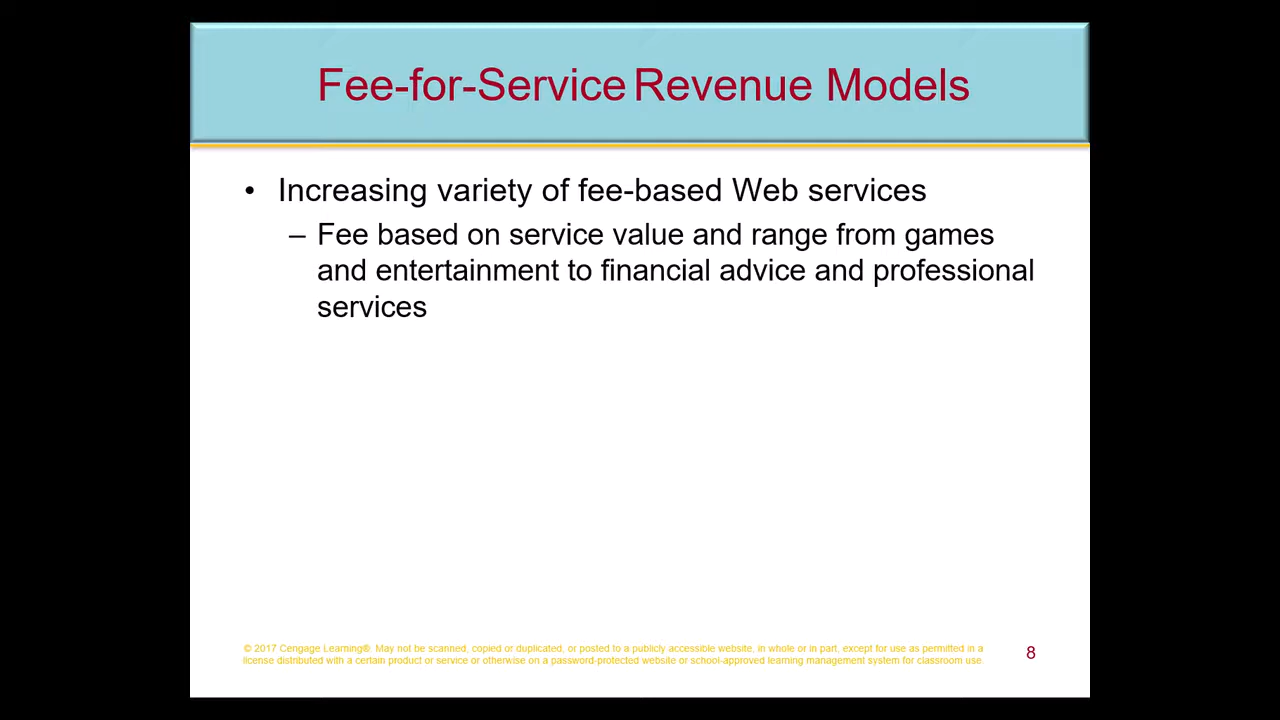 Fee-for-Service Revenue Models
• Increasing variety of fee-based Web services
– Fee based on service value and range from games
and entertainment to financial advice and professional
services
© 2017 Cengage Learning®. May not be scanned, copied or duplicated, or posted to a publicly accessible website, in whole or in part, except for use as permitted in a
license distributed with a certain product or service or otherwise on a password-protected website or school-approved learning management system for classroom use.
8